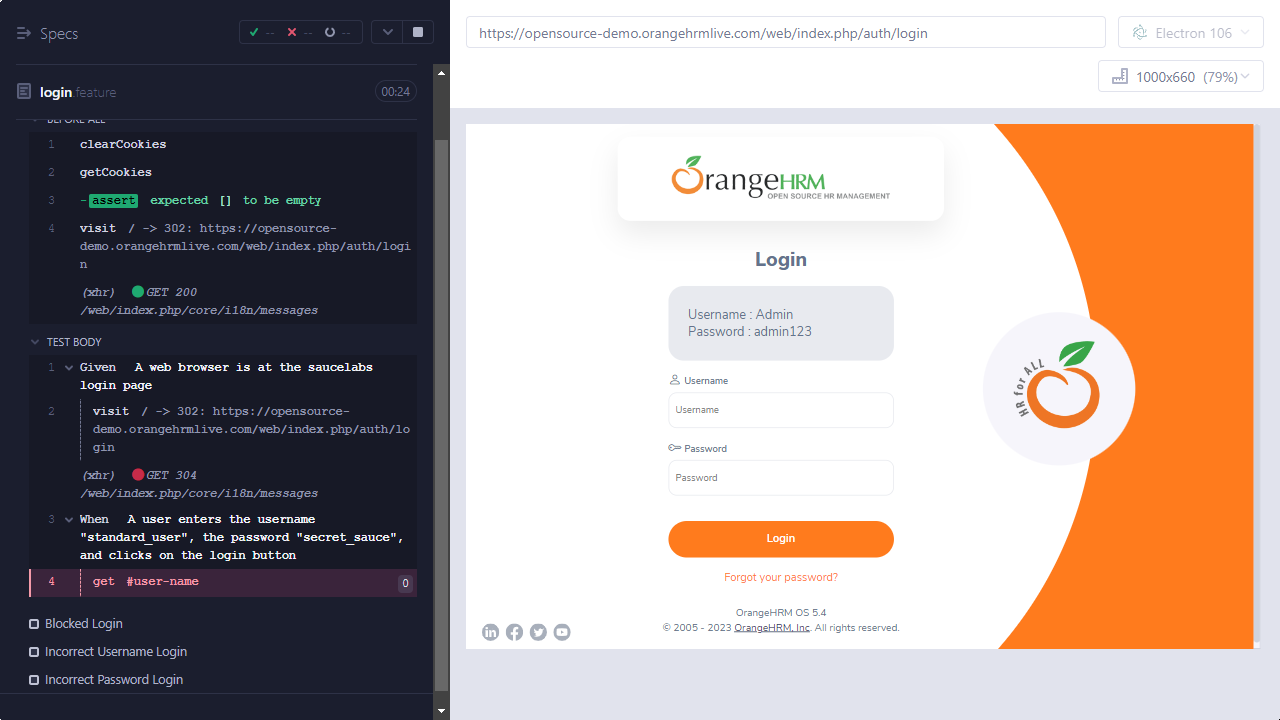 Specs
-- -- --
login.feature
00:24
BEFORE ALL
1 clearCookies
2 getCookies
3 -assert expected [] to be empty
4 visit / -> 302: https://opensource-
demo.orangehrmlive.com/web/index.php/auth/logi
n
(xhr) GET 200
/web/index.php/core/i18n/messages
TEST BODY
1 Given A web browser is at the saucelabs
login page
2 visit / -> 302: https://opensource-
demo.orangehrmlive.com/web/index.php/auth/lo
gin
(xhr) GET 304
/web/index.php/core/i18n/messages
3 When A user enters the username
"standard_user", the password "secret_sauce",
and clicks on the login button
4 get #user-name 0
Blocked Login
Incorrect Username Login
Incorrect Password Login
https://opensource-demo.orangehrmlive.com/web/index.php/auth/login
Electron 106
1000x660 (79%)
OrangeHRM
OPEN SOURCE HR MANAGEMENT
Login
Username : Admin
Password : admin123
Username
Username
Password
Password
Login
Forgot your password?
OrangeHRM OS 5.4
© 2005 - 2023 OrangeHRM, Inc. All rights reserved.
HR for ALL